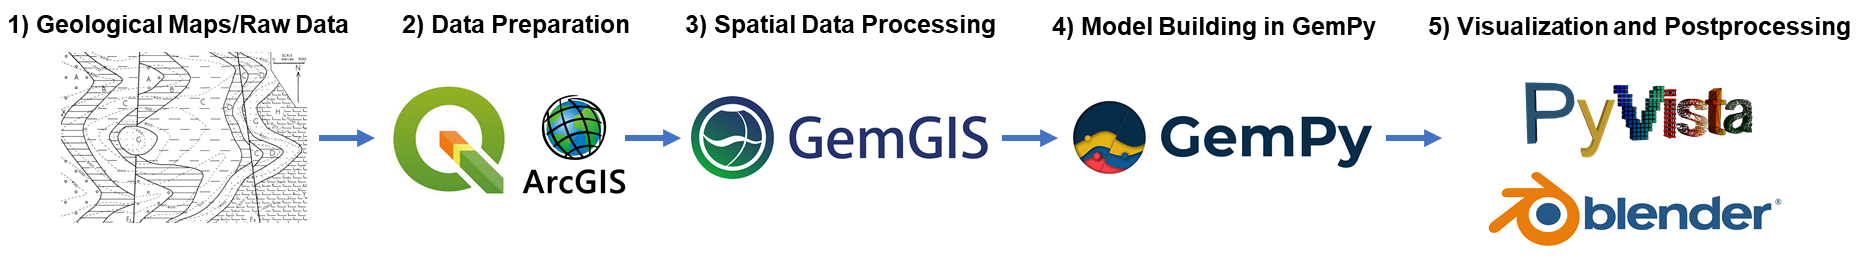 1) Geological Maps/Raw Data
2) Data Preparation
3) Spatial Data Processing
4) Model Building in GemPy
5) Visualization and Postprocessing
ArcGIS
GemGIS
GemPy
PyVista
blender®